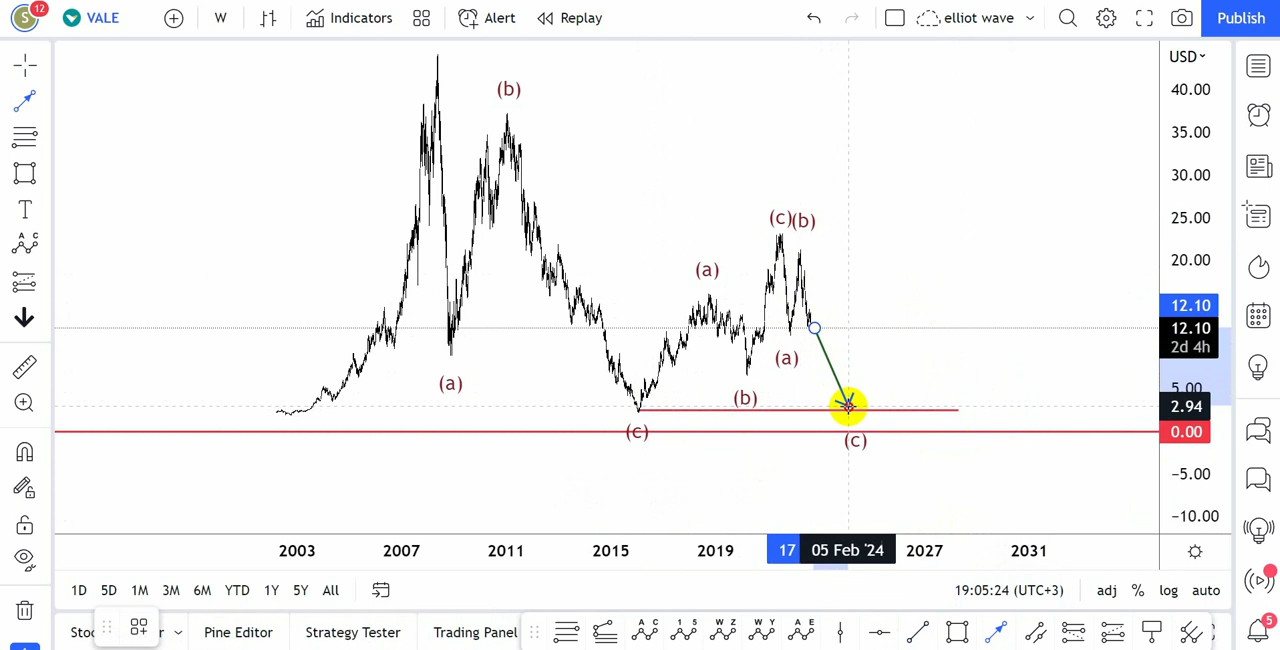 S 12 VALE W Indicators Alert Replay elliot wave Publish
USD
40.00
35.00
30.00
25.00
20.00
12.10
12.10
2d 4h
5.00
2.94
0.00
−5.00
−10.00
(b)
(c) (b)
(a)
(a)
(a)
(b)
(c)
(c)
2003 2007 2011 2015 2019 17 05 Feb '24 2027 2031
1D 5D 1M 3M 6M YTD 1Y 5Y All 19:05:24 (UTC+3) adj % log auto
Stoc r Pine Editor Strategy Tester Trading Panel
A C 1 5 W Z W Y A E
T
A C
5